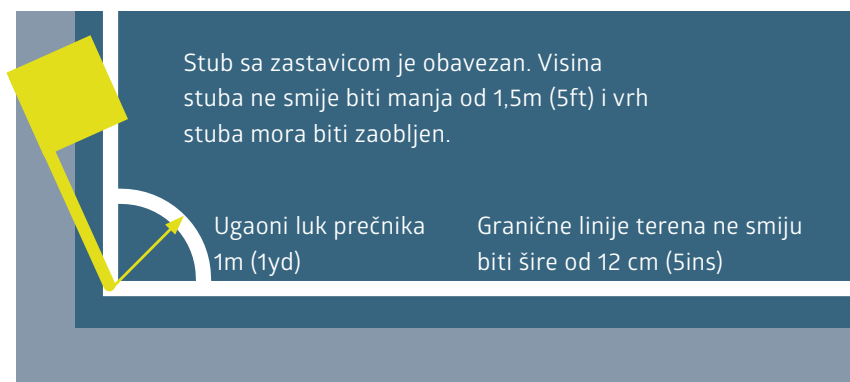 Stub sa zastavicom je obavezan. Visina
stuba ne smije biti manja od 1,5m (5ft) i vrh
stuba mora biti zaobljen.
Ugaoni luk prečnika
1m (1yd)
Granične linije terena ne smiju
biti šire od 12 cm (5ins)